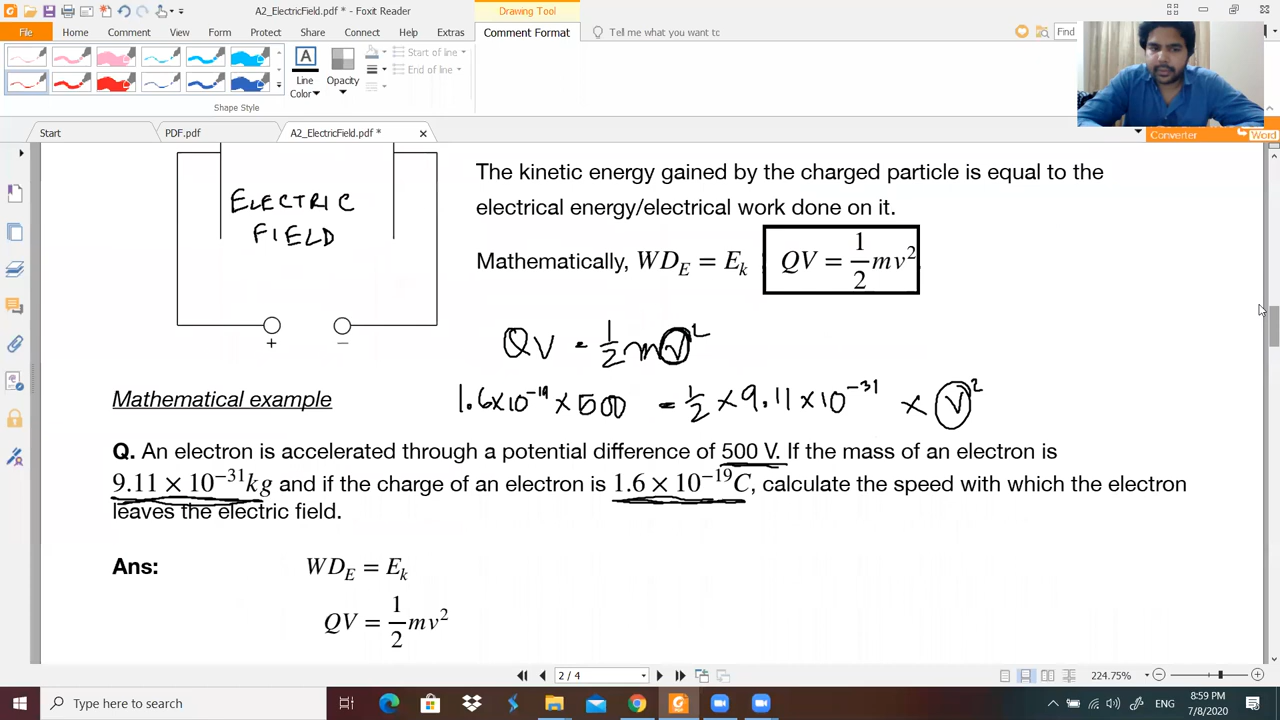 A2_ElectricField.pdf * - Foxit Reader
Drawing Tool
File Home Comment View Form Protect Share Connect Help Extras Comment Format Tell me what you want tc Find
Line Color
Opacity
Start of line
End of line
Shape Style
Start PDF.pdf A2_ElectricField.pdf *
Converter Word
ELECTRIC
FIELD
+ −
The kinetic energy gained by the charged particle is equal to the
electrical energy/electrical work done on it.
Mathematically, WD_E = E_k QV = 1/2 mv²
QV = 1/2 mv²
1.6×10⁻¹⁹ × 500 = 1/2 × 9.11 × 10⁻³¹ × v²
Mathematical example
Q. An electron is accelerated through a potential difference of 500 V. If the mass of an electron is
9.11 × 10⁻³¹kg and if the charge of an electron is 1.6 × 10⁻¹⁹C, calculate the speed with which the electron
leaves the electric field.
Ans: WD_E = E_k
QV = 1/2 mv²
2 / 4 224.75%
Type here to search
ENG
8:59 PM
7/8/2020